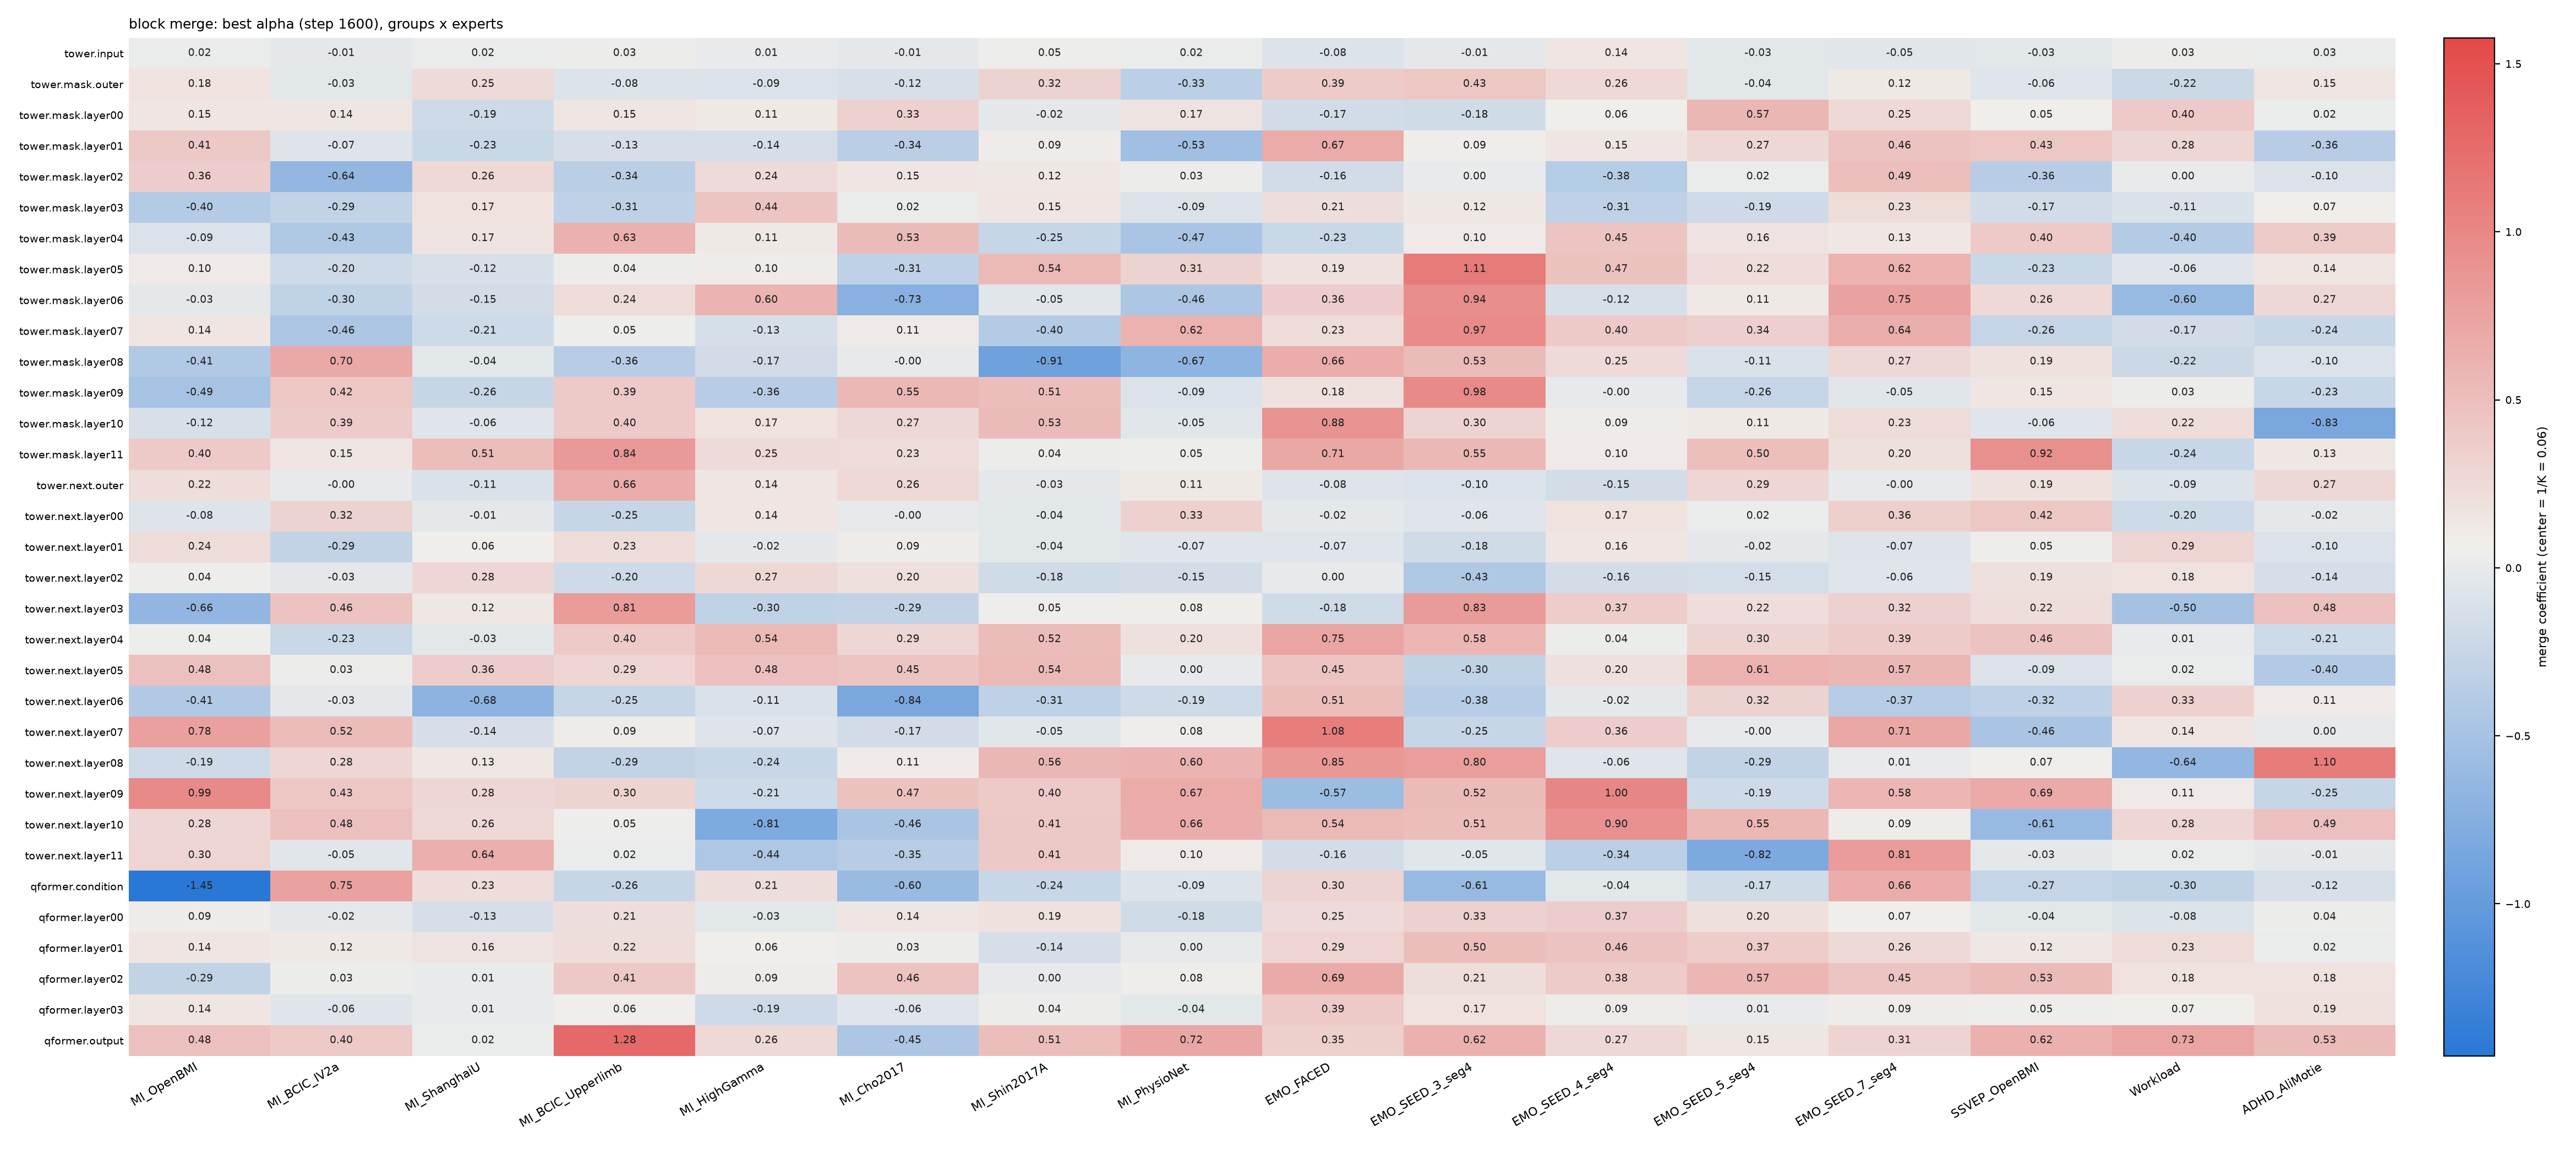 block merge: best alpha (step 1600), groups x experts
tower.input 0.02 -0.01 0.02 0.03 0.01 -0.01 0.05 0.02 -0.08 -0.01 0.14 -0.03 -0.05 -0.03 0.03 0.03
tower.mask.outer 0.18 -0.03 0.25 -0.08 -0.09 -0.12 0.32 -0.33 0.39 0.43 0.26 -0.04 0.12 -0.06 -0.22 0.15
tower.mask.layer00 0.15 0.14 -0.19 0.15 0.11 0.33 -0.02 0.17 -0.17 -0.18 0.06 0.57 0.25 0.05 0.40 0.02
tower.mask.layer01 0.41 -0.07 -0.23 -0.13 -0.14 -0.34 0.09 -0.53 0.67 0.09 0.15 0.27 0.46 0.43 0.28 -0.36
tower.mask.layer02 0.36 -0.64 0.26 -0.34 0.24 0.15 0.12 0.03 -0.16 0.00 -0.38 0.02 0.49 -0.36 0.00 -0.10
tower.mask.layer03 -0.40 -0.29 0.17 -0.31 0.44 0.02 0.15 -0.09 0.21 0.12 -0.31 -0.19 0.23 -0.17 -0.11 0.07
tower.mask.layer04 -0.09 -0.43 0.17 0.63 0.11 0.53 -0.25 -0.47 -0.23 0.10 0.45 0.16 0.13 0.40 -0.40 0.39
tower.mask.layer05 0.10 -0.20 -0.12 0.04 0.10 -0.31 0.54 0.31 0.19 1.11 0.47 0.22 0.62 -0.23 -0.06 0.14
tower.mask.layer06 -0.03 -0.30 -0.15 0.24 0.60 -0.73 -0.05 -0.46 0.36 0.94 -0.12 0.11 0.75 0.26 -0.60 0.27
tower.mask.layer07 0.14 -0.46 -0.21 0.05 -0.13 0.11 -0.40 0.62 0.23 0.97 0.40 0.34 0.64 -0.26 -0.17 -0.24
tower.mask.layer08 -0.41 0.70 -0.04 -0.36 -0.17 -0.00 -0.91 -0.67 0.66 0.53 0.25 -0.11 0.27 0.19 -0.22 -0.10
tower.mask.layer09 -0.49 0.42 -0.26 0.39 -0.36 0.55 0.51 -0.09 0.18 0.98 -0.00 -0.26 -0.05 0.15 0.03 -0.23
tower.mask.layer10 -0.12 0.39 -0.06 0.40 0.17 0.27 0.53 -0.05 0.88 0.30 0.09 0.11 0.23 -0.06 0.22 -0.83
tower.mask.layer11 0.40 0.15 0.51 0.84 0.25 0.23 0.04 0.05 0.71 0.55 0.10 0.50 0.20 0.92 -0.24 0.13
tower.next.outer 0.22 -0.00 -0.11 0.66 0.14 0.26 -0.03 0.11 -0.08 -0.10 -0.15 0.29 -0.00 0.19 -0.09 0.27
tower.next.layer00 -0.08 0.32 -0.01 -0.25 0.14 -0.00 -0.04 0.33 -0.02 -0.06 0.17 0.02 0.36 0.42 -0.20 -0.02
tower.next.layer01 0.24 -0.29 0.06 0.23 -0.02 0.09 -0.04 -0.07 -0.07 -0.18 0.16 -0.02 -0.07 0.05 0.29 -0.10
tower.next.layer02 0.04 -0.03 0.28 -0.20 0.27 0.20 -0.18 -0.15 0.00 -0.43 -0.16 -0.15 -0.06 0.19 0.18 -0.14
tower.next.layer03 -0.66 0.46 0.12 0.81 -0.30 -0.29 0.05 0.08 -0.18 0.83 0.37 0.22 0.32 0.22 -0.50 0.48
tower.next.layer04 0.04 -0.23 -0.03 0.40 0.54 0.29 0.52 0.20 0.75 0.58 0.04 0.30 0.39 0.46 0.01 -0.21
tower.next.layer05 0.48 0.03 0.36 0.29 0.48 0.45 0.54 0.00 0.45 -0.30 0.20 0.61 0.57 -0.09 0.02 -0.40
tower.next.layer06 -0.41 -0.03 -0.68 -0.25 -0.11 -0.84 -0.31 -0.19 0.51 -0.38 -0.02 0.32 -0.37 -0.32 0.33 0.11
tower.next.layer07 0.78 0.52 -0.14 0.09 -0.07 -0.17 -0.05 0.08 1.08 -0.25 0.36 -0.00 0.71 -0.46 0.14 0.00
tower.next.layer08 -0.19 0.28 0.13 -0.29 -0.24 0.11 0.56 0.60 0.85 0.80 -0.06 -0.29 0.01 0.07 -0.64 1.10
tower.next.layer09 0.99 0.43 0.28 0.30 -0.21 0.47 0.40 0.67 -0.57 0.52 1.00 -0.19 0.58 0.69 0.11 -0.25
tower.next.layer10 0.28 0.48 0.26 0.05 -0.81 -0.46 0.41 0.66 0.54 0.51 0.90 0.55 0.09 -0.61 0.28 0.49
tower.next.layer11 0.30 -0.05 0.64 0.02 -0.44 -0.35 0.41 0.10 -0.16 -0.05 -0.34 -0.82 0.81 -0.03 0.02 -0.01
qformer.condition -1.45 0.75 0.23 -0.26 0.21 -0.60 -0.24 -0.09 0.30 -0.61 -0.04 -0.17 0.66 -0.27 -0.30 -0.12
qformer.layer00 0.09 -0.02 -0.13 0.21 -0.03 0.14 0.19 -0.18 0.25 0.33 0.37 0.20 0.07 -0.04 -0.08 0.04
qformer.layer01 0.14 0.12 0.16 0.22 0.06 0.03 -0.14 0.00 0.29 0.50 0.46 0.37 0.26 0.12 0.23 0.02
qformer.layer02 -0.29 0.03 0.01 0.41 0.09 0.46 0.00 0.08 0.69 0.21 0.38 0.57 0.45 0.53 0.18 0.18
qformer.layer03 0.14 -0.06 0.01 0.06 -0.19 -0.06 0.04 -0.04 0.39 0.17 0.09 0.01 0.09 0.05 0.07 0.19
qformer.output 0.48 0.40 0.02 1.28 0.26 -0.45 0.51 0.72 0.35 0.62 0.27 0.15 0.31 0.62 0.73 0.53
MI_OpenBMI MI_BCIC_IV2a MI_ShanghaiU MI_BCIC_Upperlimb MI_HighGamma MI_Cho2017 MI_Shin2017A MI_PhysioNet EMO_FACED EMO_SEED_3_seg4 EMO_SEED_4_seg4 EMO_SEED_5_seg4 EMO_SEED_7_seg4 SSVEP_OpenBMI Workload ADHD_AliMotie
1.5
1.0
0.5
0.0
−0.5
−1.0
merge coefficient (center = 1/K = 0.06)